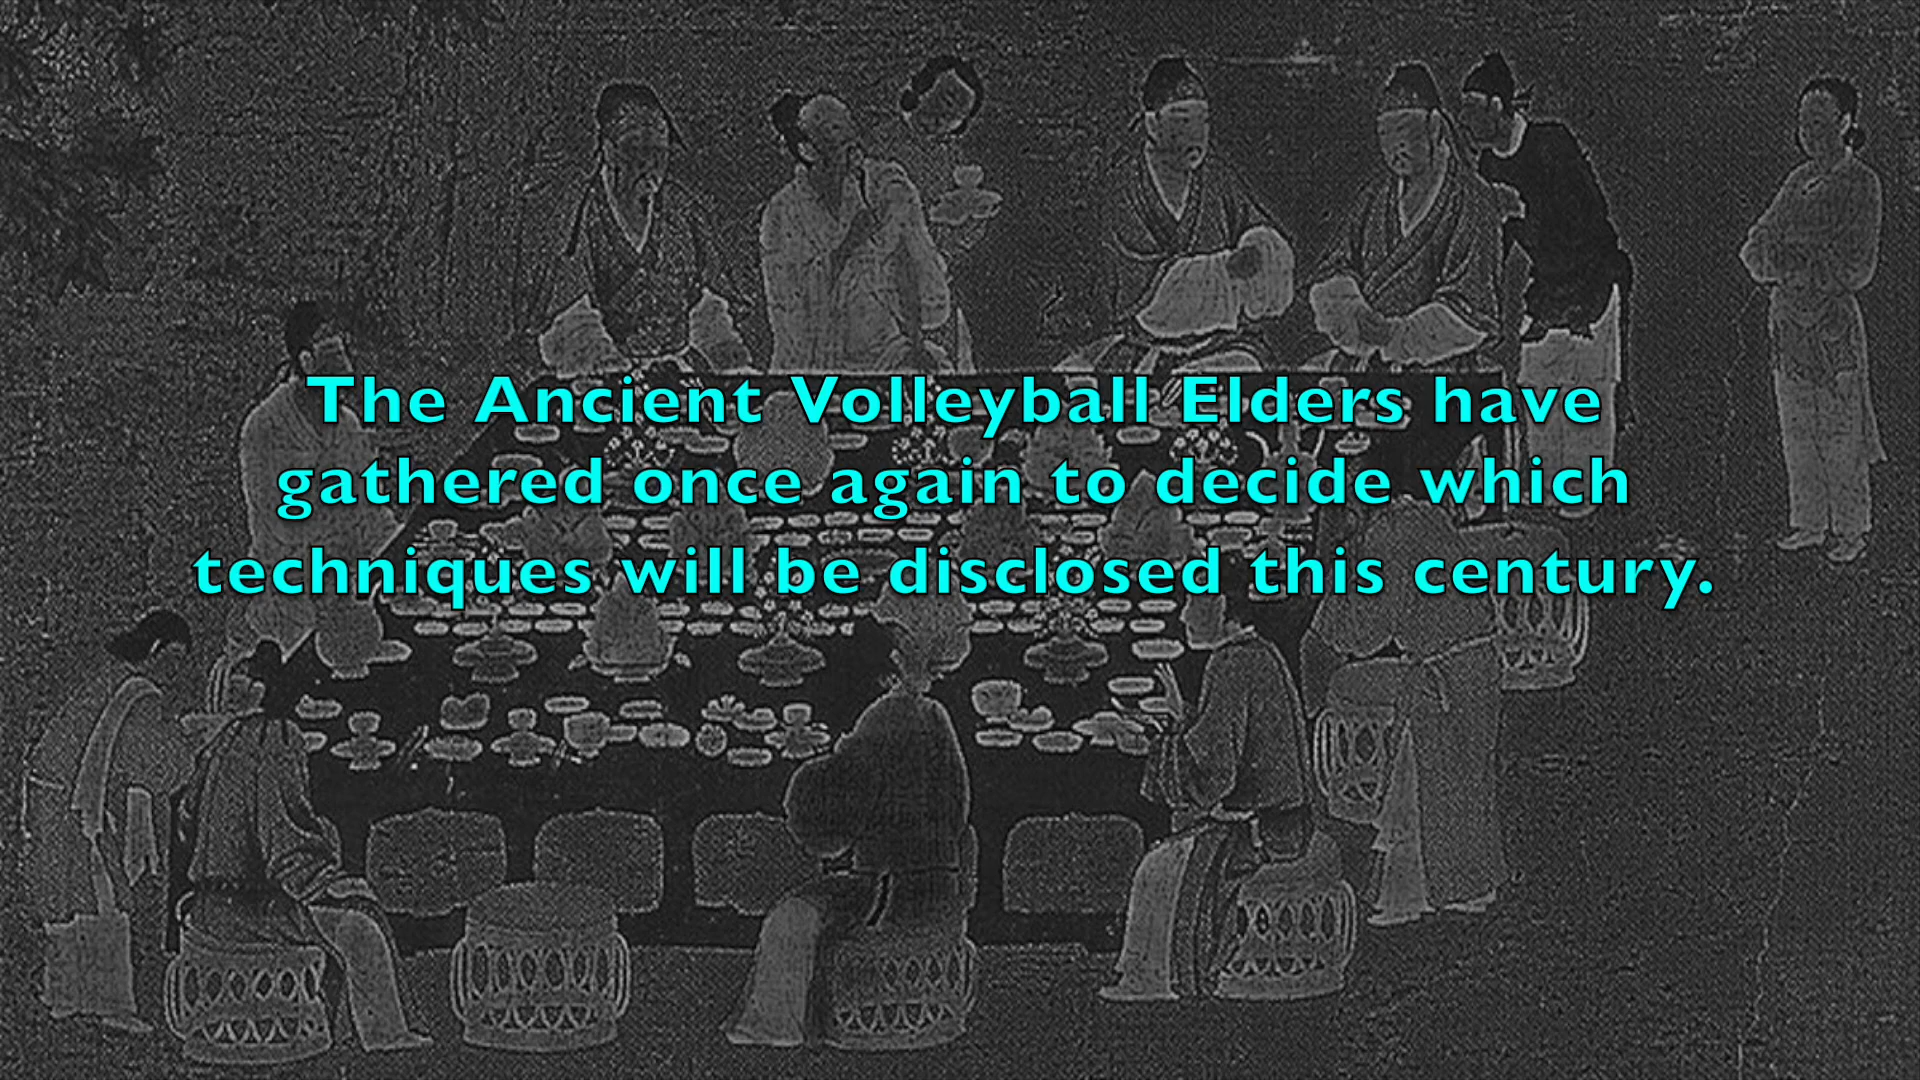 The Ancient Volleyball Elders have
gathered once again to decide which
techniques will be disclosed this century.